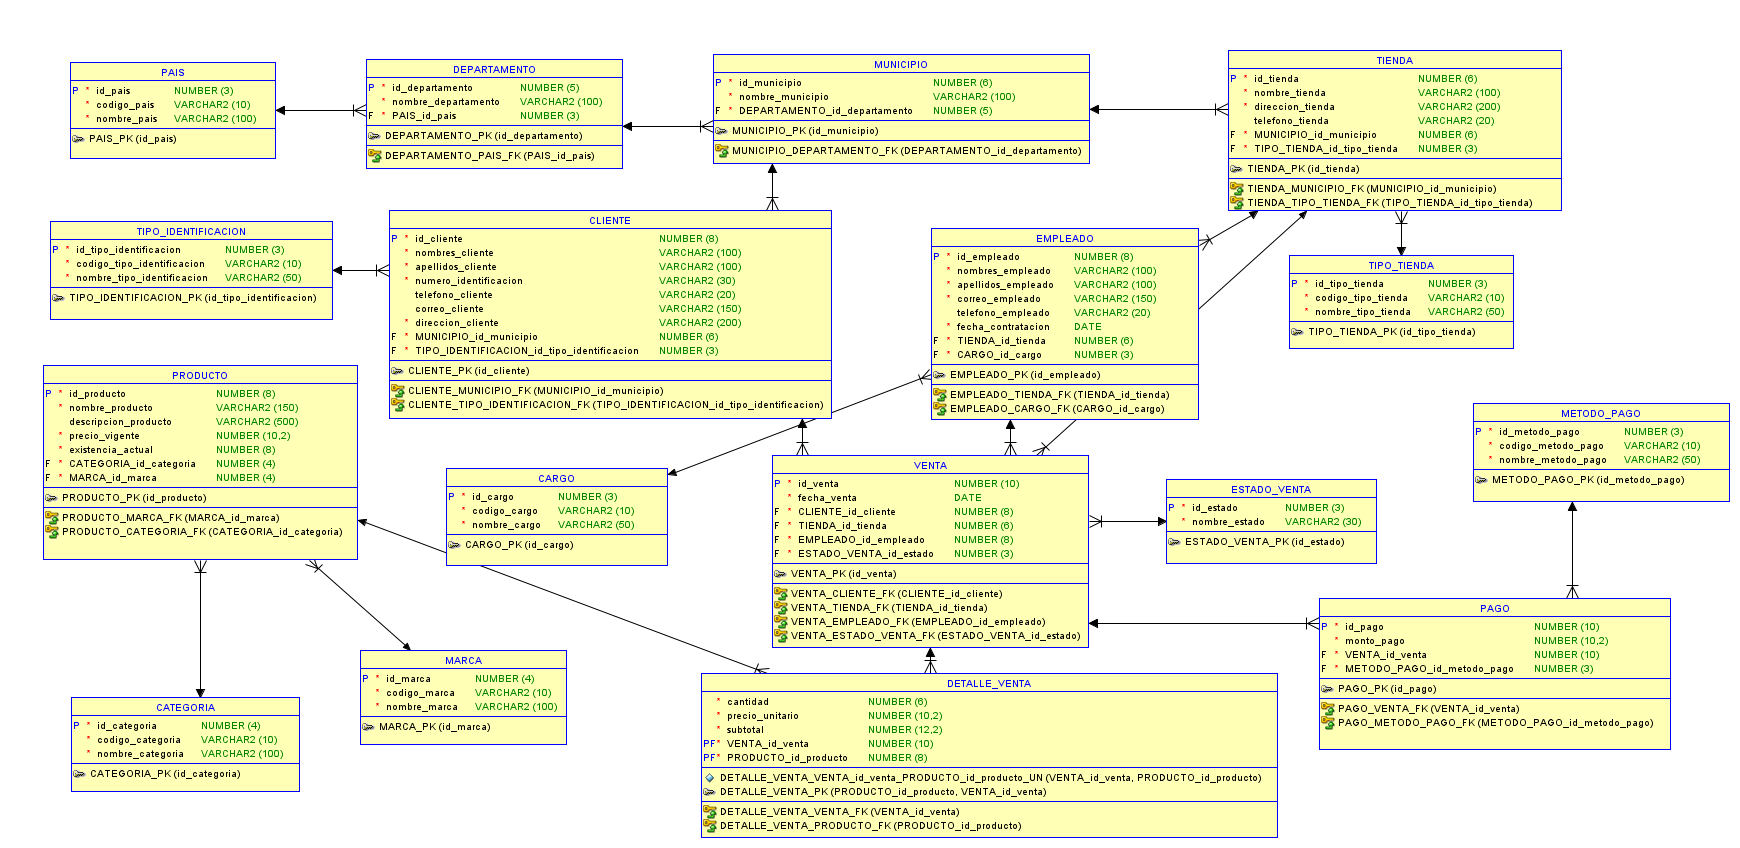 PAIS
P * id_pais NUMBER (3)
* codigo_pais VARCHAR2 (10)
* nombre_pais VARCHAR2 (100)
PAIS_PK (id_pais)
DEPARTAMENTO
P * id_departamento NUMBER (5)
* nombre_departamento VARCHAR2 (100)
F * PAIS_id_pais NUMBER (3)
DEPARTAMENTO_PK (id_departamento)
DEPARTAMENTO_PAIS_FK (PAIS_id_pais)
MUNICIPIO
P * id_municipio NUMBER (6)
* nombre_municipio VARCHAR2 (100)
F * DEPARTAMENTO_id_departamento NUMBER (5)
MUNICIPIO_PK (id_municipio)
MUNICIPIO_DEPARTAMENTO_FK (DEPARTAMENTO_id_departamento)
TIENDA
P * id_tienda NUMBER (6)
* nombre_tienda VARCHAR2 (100)
* direccion_tienda VARCHAR2 (200)
telefono_tienda VARCHAR2 (20)
F * MUNICIPIO_id_municipio NUMBER (6)
F * TIPO_TIENDA_id_tipo_tienda NUMBER (3)
TIENDA_PK (id_tienda)
TIENDA_MUNICIPIO_FK (MUNICIPIO_id_municipio)
TIENDA_TIPO_TIENDA_FK (TIPO_TIENDA_id_tipo_tienda)
TIPO_IDENTIFICACION
P * id_tipo_identificacion NUMBER (3)
* codigo_tipo_identificacion VARCHAR2 (10)
* nombre_tipo_identificacion VARCHAR2 (50)
TIPO_IDENTIFICACION_PK (id_tipo_identificacion)
CLIENTE
P * id_cliente NUMBER (8)
* nombres_cliente VARCHAR2 (100)
* apellidos_cliente VARCHAR2 (100)
* numero_identificacion VARCHAR2 (30)
telefono_cliente VARCHAR2 (20)
correo_cliente VARCHAR2 (150)
* direccion_cliente VARCHAR2 (200)
F * MUNICIPIO_id_municipio NUMBER (6)
F * TIPO_IDENTIFICACION_id_tipo_identificacion NUMBER (3)
CLIENTE_PK (id_cliente)
CLIENTE_MUNICIPIO_FK (MUNICIPIO_id_municipio)
CLIENTE_TIPO_IDENTIFICACION_FK (TIPO_IDENTIFICACION_id_tipo_identificacion)
EMPLEADO
P * id_empleado NUMBER (8)
* nombres_empleado VARCHAR2 (100)
* apellidos_empleado VARCHAR2 (100)
* correo_empleado VARCHAR2 (150)
telefono_empleado VARCHAR2 (20)
* fecha_contratacion DATE
F * TIENDA_id_tienda NUMBER (6)
F * CARGO_id_cargo NUMBER (3)
EMPLEADO_PK (id_empleado)
EMPLEADO_TIENDA_FK (TIENDA_id_tienda)
EMPLEADO_CARGO_FK (CARGO_id_cargo)
TIPO_TIENDA
P * id_tipo_tienda NUMBER (3)
* codigo_tipo_tienda VARCHAR2 (10)
* nombre_tipo_tienda VARCHAR2 (50)
TIPO_TIENDA_PK (id_tipo_tienda)
PRODUCTO
P * id_producto NUMBER (8)
* nombre_producto VARCHAR2 (150)
descripcion_producto VARCHAR2 (500)
* precio_vigente NUMBER (10,2)
* existencia_actual NUMBER (8)
F * CATEGORIA_id_categoria NUMBER (4)
F * MARCA_id_marca NUMBER (4)
PRODUCTO_PK (id_producto)
PRODUCTO_MARCA_FK (MARCA_id_marca)
PRODUCTO_CATEGORIA_FK (CATEGORIA_id_categoria)
CARGO
P * id_cargo NUMBER (3)
* codigo_cargo VARCHAR2 (10)
* nombre_cargo VARCHAR2 (50)
CARGO_PK (id_cargo)
VENTA
P * id_venta NUMBER (10)
* fecha_venta DATE
F * CLIENTE_id_cliente NUMBER (8)
F * TIENDA_id_tienda NUMBER (6)
F * EMPLEADO_id_empleado NUMBER (8)
F * ESTADO_VENTA_id_estado NUMBER (3)
VENTA_PK (id_venta)
VENTA_CLIENTE_FK (CLIENTE_id_cliente)
VENTA_TIENDA_FK (TIENDA_id_tienda)
VENTA_EMPLEADO_FK (EMPLEADO_id_empleado)
VENTA_ESTADO_VENTA_FK (ESTADO_VENTA_id_estado)
ESTADO_VENTA
P * id_estado NUMBER (3)
* nombre_estado VARCHAR2 (30)
ESTADO_VENTA_PK (id_estado)
METODO_PAGO
P * id_metodo_pago NUMBER (3)
* codigo_metodo_pago VARCHAR2 (10)
* nombre_metodo_pago VARCHAR2 (50)
METODO_PAGO_PK (id_metodo_pago)
PAGO
P * id_pago NUMBER (10)
* monto_pago NUMBER (10,2)
F * VENTA_id_venta NUMBER (10)
F * METODO_PAGO_id_metodo_pago NUMBER (3)
PAGO_PK (id_pago)
PAGO_VENTA_FK (VENTA_id_venta)
PAGO_METODO_PAGO_FK (METODO_PAGO_id_metodo_pago)
MARCA
P * id_marca NUMBER (4)
* codigo_marca VARCHAR2 (10)
* nombre_marca VARCHAR2 (100)
MARCA_PK (id_marca)
CATEGORIA
P * id_categoria NUMBER (4)
* codigo_categoria VARCHAR2 (10)
* nombre_categoria VARCHAR2 (100)
CATEGORIA_PK (id_categoria)
DETALLE_VENTA
* cantidad NUMBER (6)
* precio_unitario NUMBER (10,2)
* subtotal NUMBER (12,2)
PF* VENTA_id_venta NUMBER (10)
PF* PRODUCTO_id_producto NUMBER (8)
DETALLE_VENTA_VENTA_id_venta_PRODUCTO_id_producto_UN (VENTA_id_venta, PRODUCTO_id_producto)
DETALLE_VENTA_PK (PRODUCTO_id_producto, VENTA_id_venta)
DETALLE_VENTA_VENTA_FK (VENTA_id_venta)
DETALLE_VENTA_PRODUCTO_FK (PRODUCTO_id_producto)